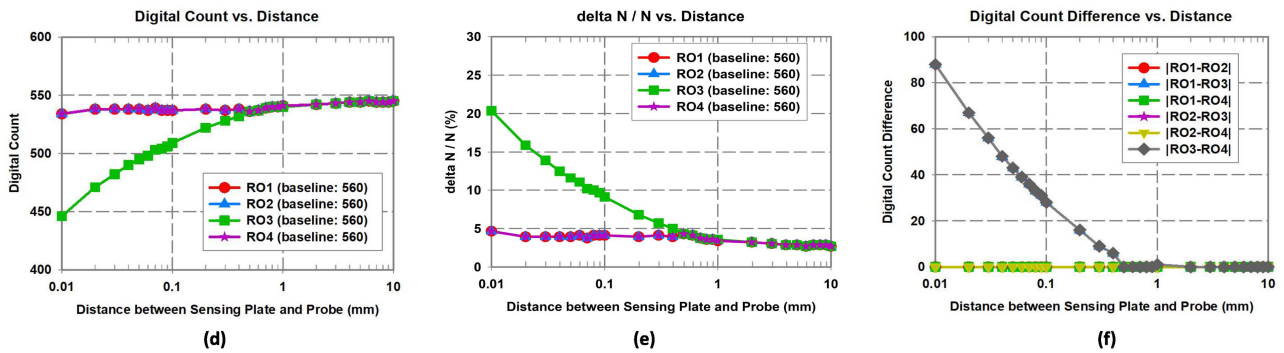 Digital Count vs. Distance
600
550
500
450
400
Digital Count
RO1 (baseline: 560)
RO2 (baseline: 560)
RO3 (baseline: 560)
RO4 (baseline: 560)
0.01
0.1
1
10
Distance between Sensing Plate and Probe (mm)
(d)
delta N / N vs. Distance
30
25
20
15
10
5
0
delta N / N (%)
RO1 (baseline: 560)
RO2 (baseline: 560)
RO3 (baseline: 560)
RO4 (baseline: 560)
0.01
0.1
1
10
Distance between Sensing Plate and Probe (mm)
(e)
Digital Count Difference vs. Distance
100
80
60
40
20
0
Digital Count Difference
|RO1-RO2|
|RO1-RO3|
|RO1-RO4|
|RO2-RO3|
|RO2-RO4|
|RO3-RO4|
0.01
0.1
1
10
Distance between Sensing Plate and Probe (mm)
(f)